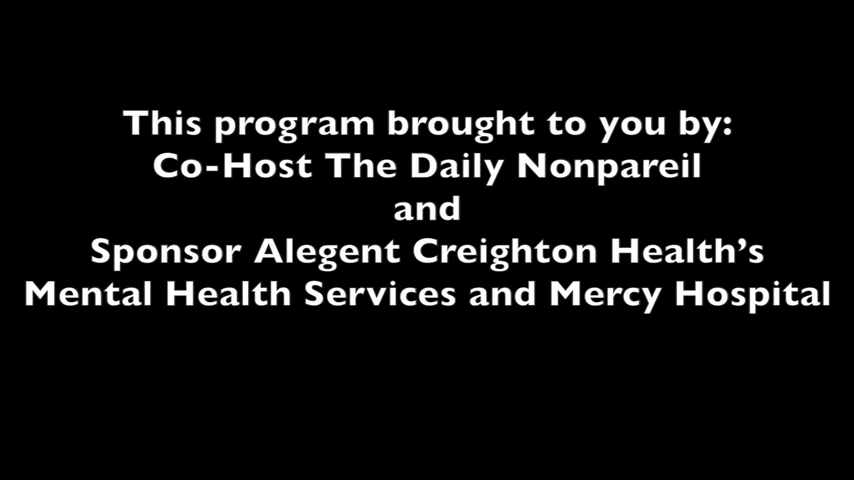 This program brought to you by:
Co-Host The Daily Nonpareil
and
Sponsor Alegent Creighton Health’s
Mental Health Services and Mercy Hospital